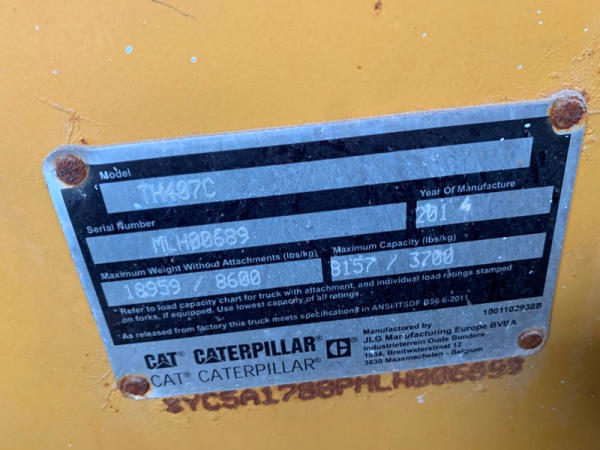 Model
TH407C
Serial Number
MLH00689
Year Of Manufacture
2014
Maximum Weight Without Attachments (lbs/kg)
18959 / 8600
Maximum Capacity (lbs/kg)
8157 / 3700
* Refer to load capacity chart for truck with attachment, and individual load ratings stamped
on forks, if equipped. Use lowest capacity of all ratings.
*As released from factory this truck meets specifications in ANSI/ITSDF B56.6-2011
1001102938B
CAT CATERPILLAR C
CAT CATERPILLAR
Manufactured by
JLG Manufacturing Europe BVBA
Industrieterrein Oude Bunders
1034, Breitwaterstraat 12
3630 Maasmechelen - Belgium